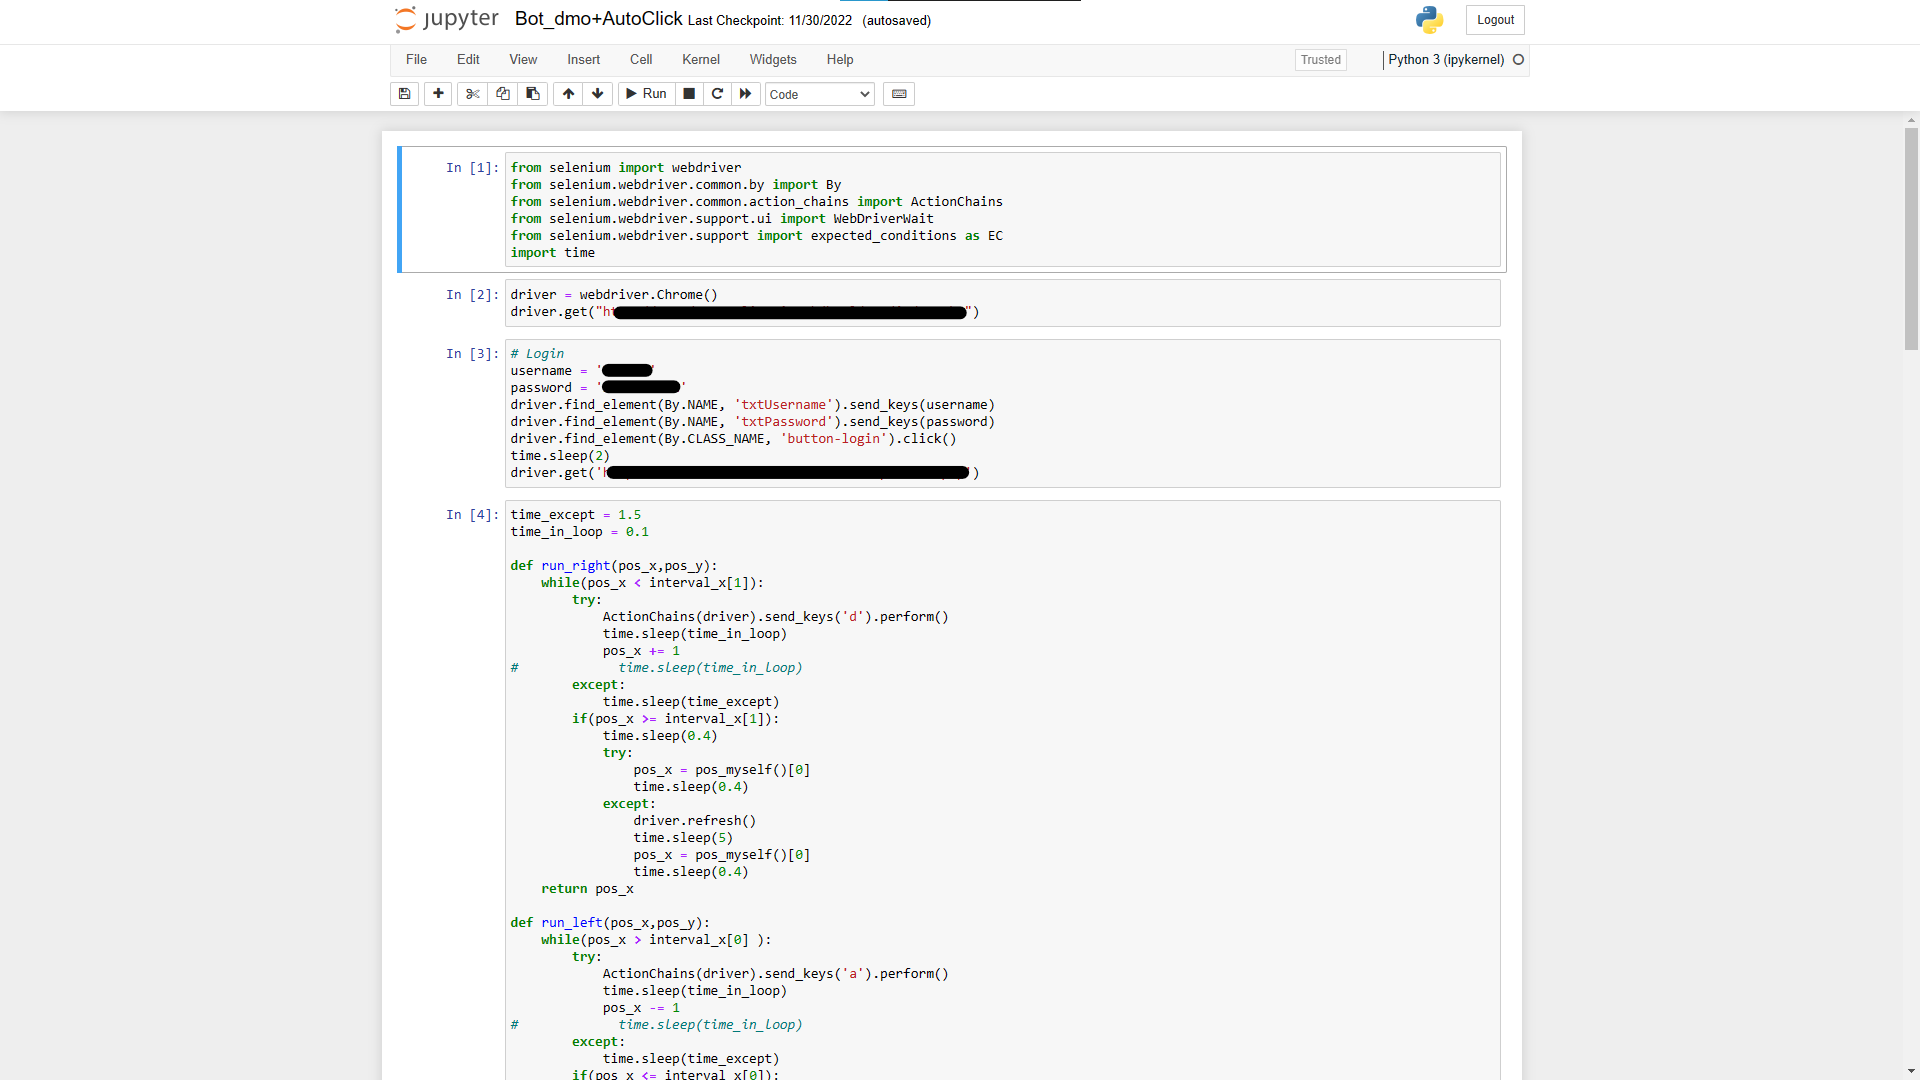 jupyter Bot_dmo+AutoClick Last Checkpoint: 11/30/2022 (autosaved) Logout
File Edit View Insert Cell Kernel Widgets Help Trusted Python 3 (ipykernel)
Run Code
In [1]: from selenium import webdriver
from selenium.webdriver.common.by import By
from selenium.webdriver.common.action_chains import ActionChains
from selenium.webdriver.support.ui import WebDriverWait
from selenium.webdriver.support import expected_conditions as EC
import time
In [2]: driver = webdriver.Chrome()
driver.get("ht ")
In [3]: # Login
username = ' '
password = ' '
driver.find_element(By.NAME, 'txtUsername').send_keys(username)
driver.find_element(By.NAME, 'txtPassword').send_keys(password)
driver.find_element(By.CLASS_NAME, 'button-login').click()
time.sleep(2)
driver.get('h ')
In [4]: time_except = 1.5
time_in_loop = 0.1
def run_right(pos_x,pos_y):
while(pos_x < interval_x[1]):
try:
ActionChains(driver).send_keys('d').perform()
time.sleep(time_in_loop)
pos_x += 1
# time.sleep(time_in_loop)
except:
time.sleep(time_except)
if(pos_x >= interval_x[1]):
time.sleep(0.4)
try:
pos_x = pos_myself()[0]
time.sleep(0.4)
except:
driver.refresh()
time.sleep(5)
pos_x = pos_myself()[0]
time.sleep(0.4)
return pos_x
def run_left(pos_x,pos_y):
while(pos_x > interval_x[0] ):
try:
ActionChains(driver).send_keys('a').perform()
time.sleep(time_in_loop)
pos_x -= 1
# time.sleep(time_in_loop)
except:
time.sleep(time_except)
if(pos_x <= interval_x[0]):